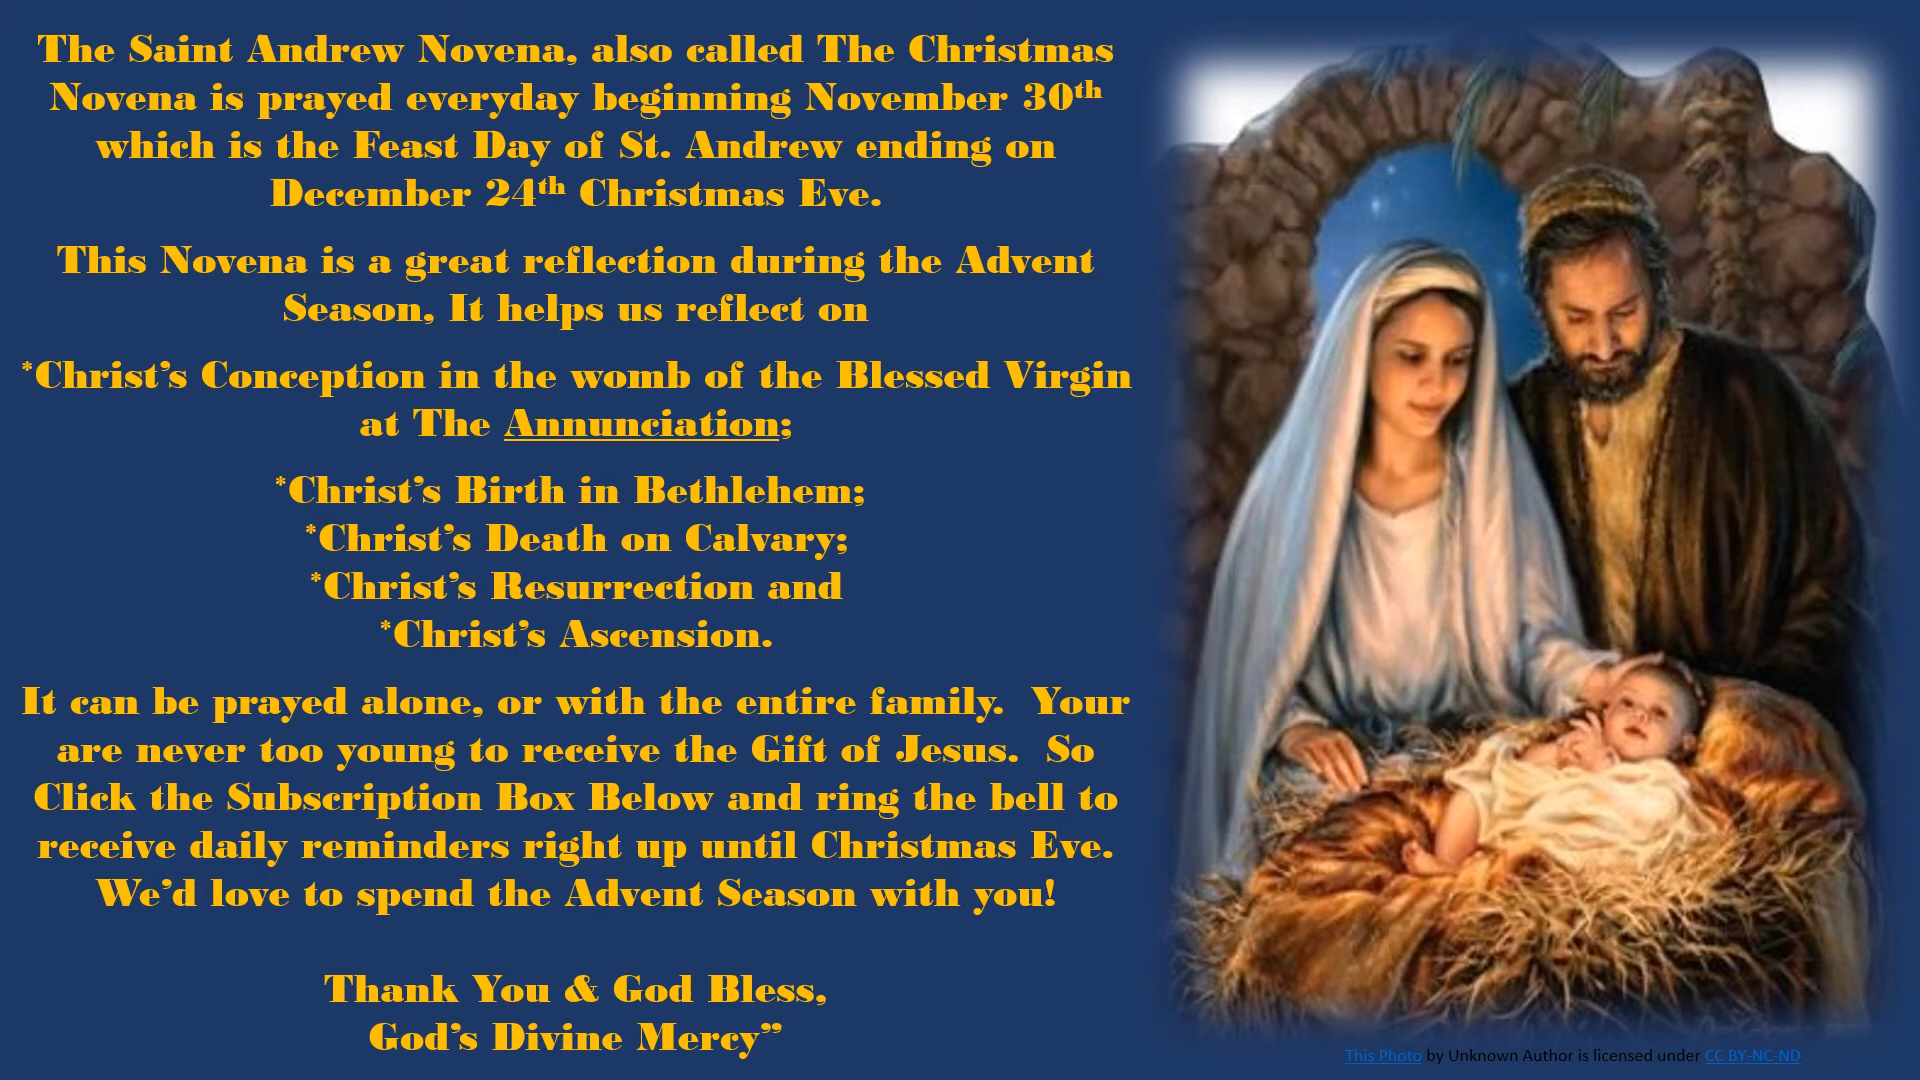 The Saint Andrew Novena, also called The Christmas
Novena is prayed everyday beginning November 30th
which is the Feast Day of St. Andrew ending on
December 24th Christmas Eve.
This Novena is a great reflection during the Advent
Season, It helps us reflect on
*Christ’s Conception in the womb of the Blessed Virgin
at The Annunciation;
*Christ’s Birth in Bethlehem;
*Christ’s Death on Calvary;
*Christ’s Resurrection and
*Christ’s Ascension.
It can be prayed alone, or with the entire family.  Your
are never too young to receive the Gift of Jesus.  So
Click the Subscription Box Below and ring the bell to
receive daily reminders right up until Christmas Eve.
We’d love to spend the Advent Season with you!
Thank You & God Bless,
God’s Divine Mercy”
This Photo by Unknown Author is licensed under CC BY-NC-ND